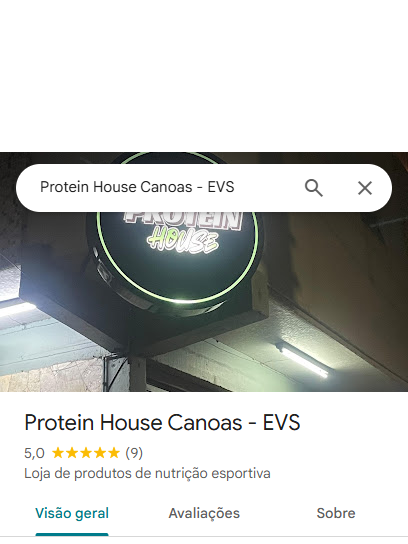 Protein House Canoas - EVS
PROTEIN
HOUSE
Protein House Canoas - EVS
5,0 ★★★★★ (9)
Loja de produtos de nutrição esportiva
Visão geral Avaliações Sobre